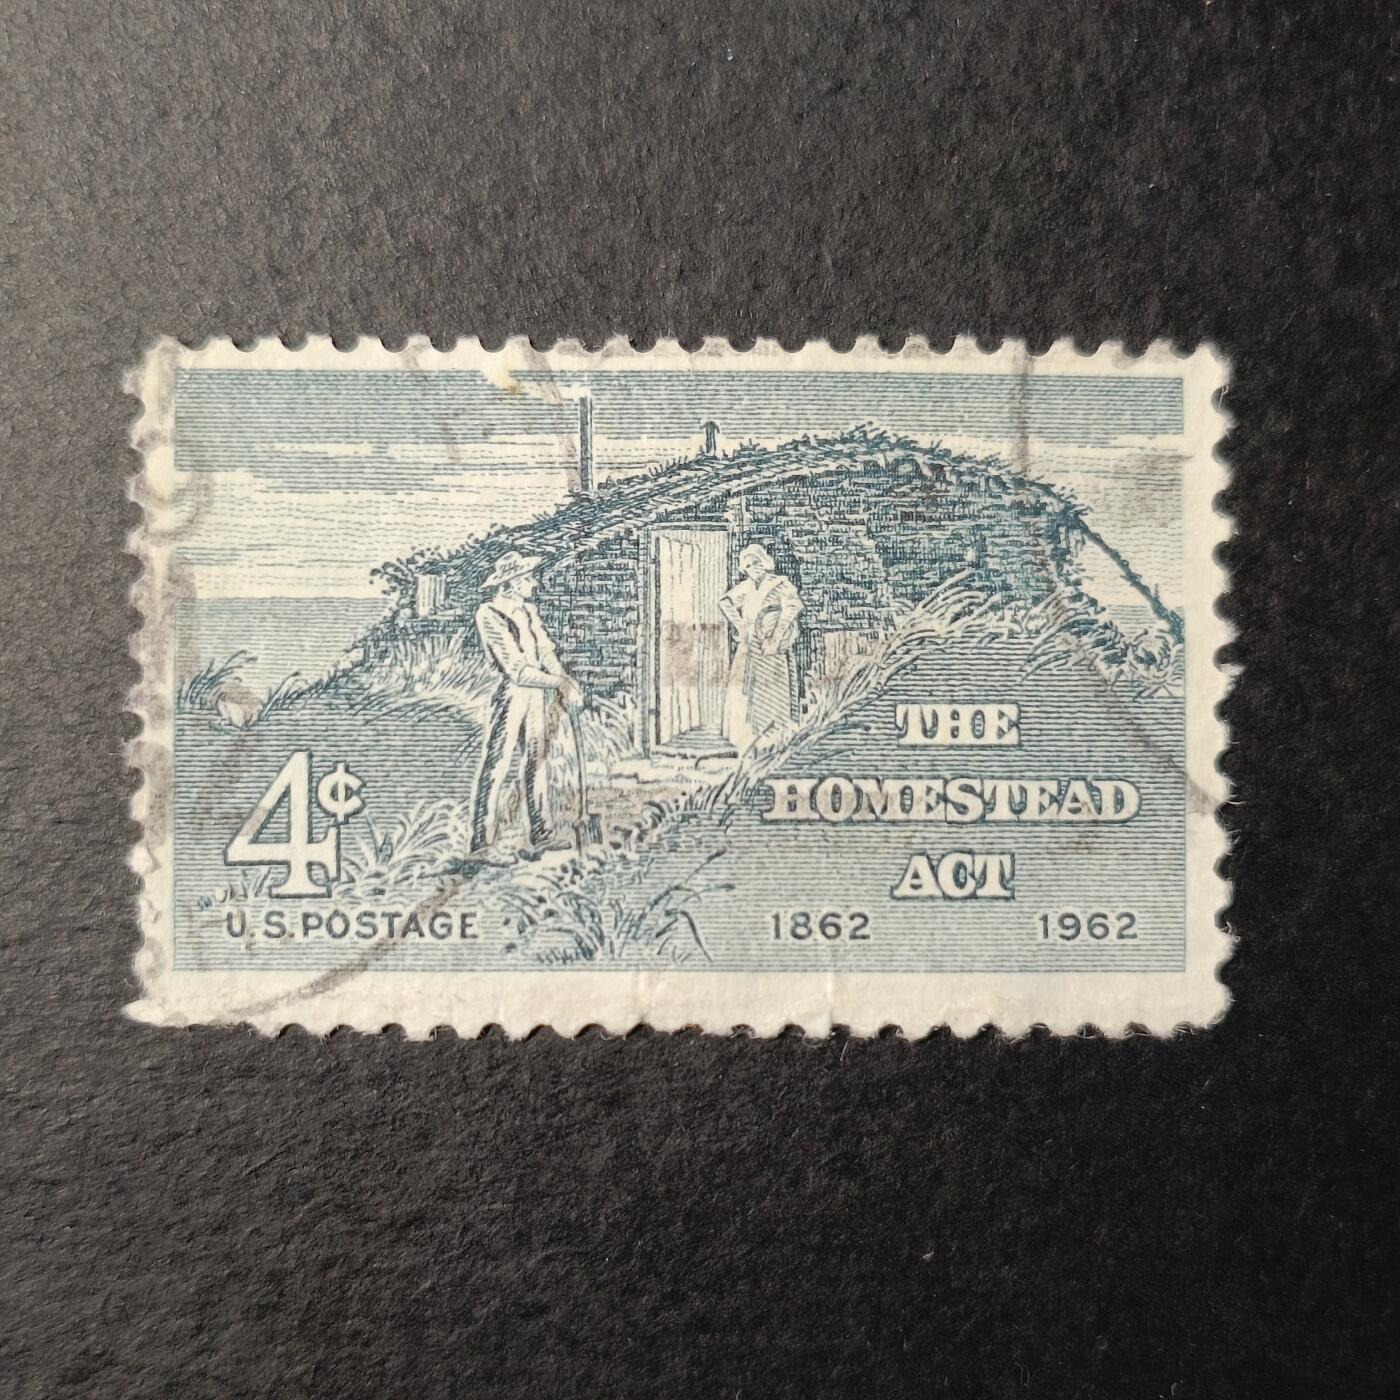 THE
HOMESTEAD
ACT
4¢
U.S.POSTAGE
1862 1962